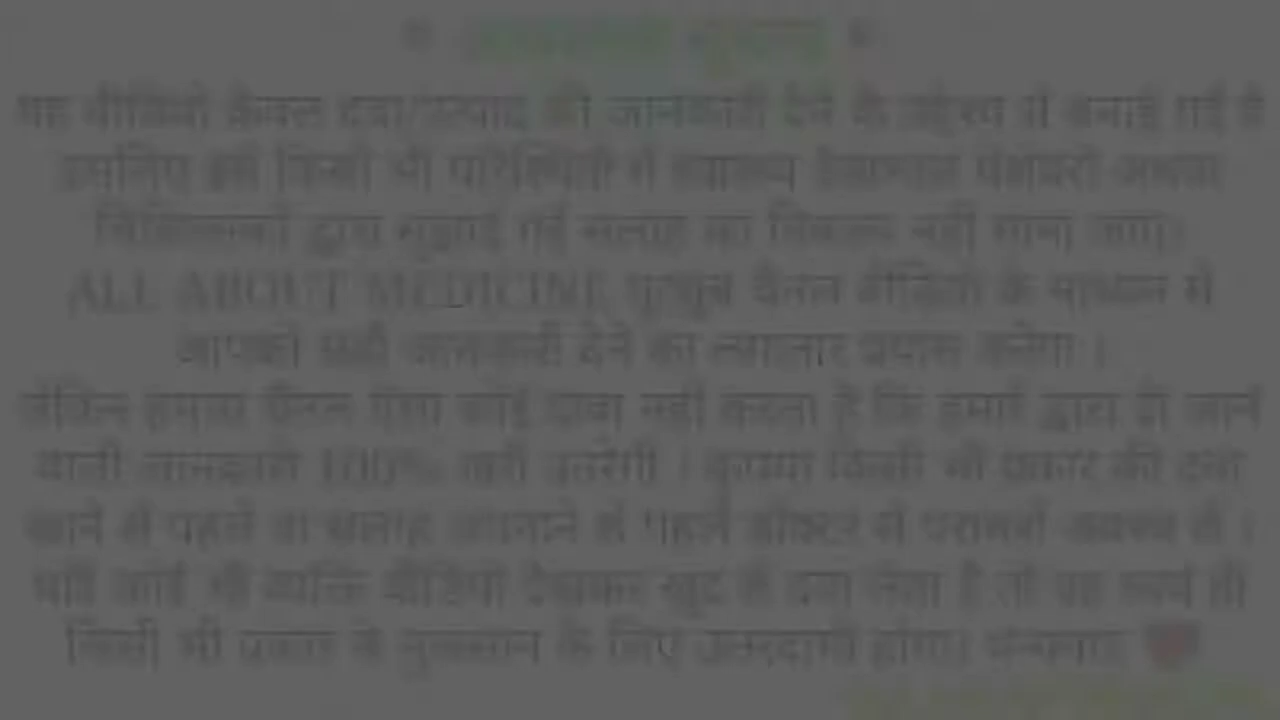 यह वीडियो केवल दवा/उत्पाद की जानकारी देने के उद्देश्य से बनाई गई है
इसलिए इसे किसी भी परिस्थिती में स्वास्थ्य देखभाल पेशेवरों अथवा
चिकित्सकों द्वारा सुझाई गई सलाह का विकल्प नहीं माना जाए।
ALL ABOUT MEDICINE यूट्यूब चैनल वीडियो के माध्यम से
आपको सही जानकारी देने का लगातार प्रयास करेगा ।
लेकिन हमारा चैनल ऐसा कोई दावा नहीं करता है कि हमारे द्वारा दी जाने
वाली जानकारी 100% खरी उतरेगी । कृपया किसी भी प्रकार की दवा
खाने से पहले या सलाह अपनाने से पहले डॉक्टर से परामर्श अवश्य लें ।
यदि कोई भी व्यक्ति वीडियो देखकर खुद से दवा लेता है तो वह स्वयं ही
किसी भी प्रकार के नुकसान के लिए उत्तरदायी होगा। धन्यवाद